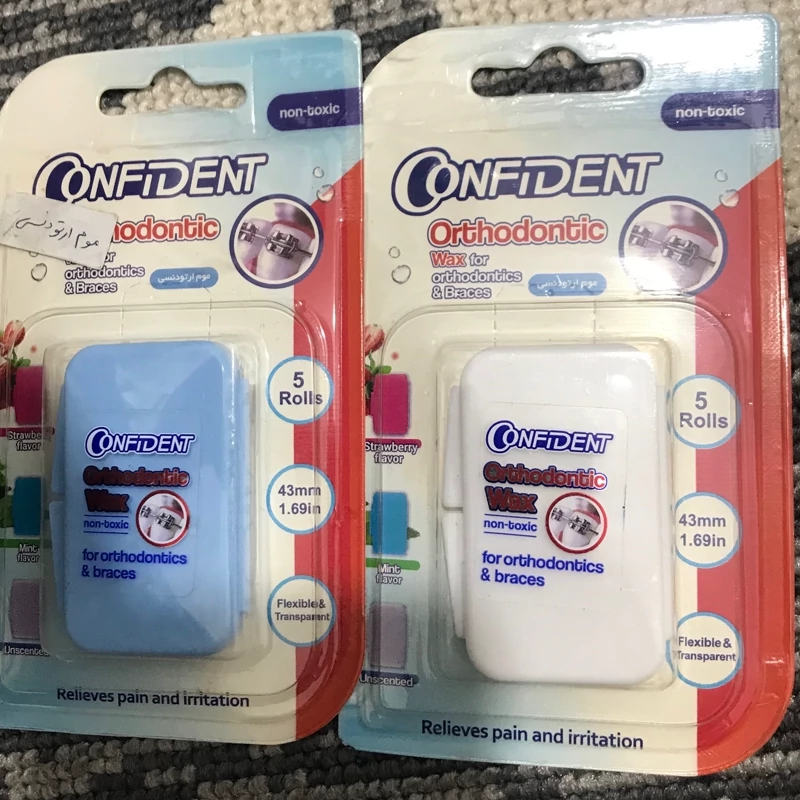 non-toxic
CONFIDENT
موم ارتودنسی
hodontic
for
orthodontics
& Braces
موم ارتودنسی
5
Rolls
Strawbe
flavor
CONFIDENT
Orthodontic
Wax
non-toxic
for orthodontics
& braces
43mm
1.69in
Mint
flavor
Flexible &
Transparent
Unscented
Relieves pain and irritation
non-toxic
CONFIDENT
Orthodontic
Wax for
orthodontics
& Braces
موم ارتودنسی
5
Rolls
Strawberry
flavor
CONFIDENT
Orthodontic
Wax
non-toxic
for orthodontics
& braces
43mm
1.69in
Mint
flavor
Flexible &
Transparent
Unscented
Relieves pain and irritation